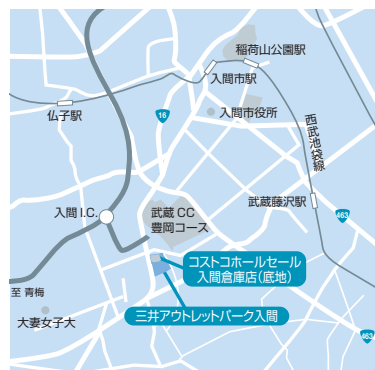 稲荷山公園駅
入間市駅
仏子駅
16
入間市役所
西武池袋線
武蔵藤沢駅
入間I.C.
武蔵CC
豊岡コース
463
コストコホールセール
入間倉庫店(底地)
至 青梅
大妻女子大
三井アウトレットパーク入間
463